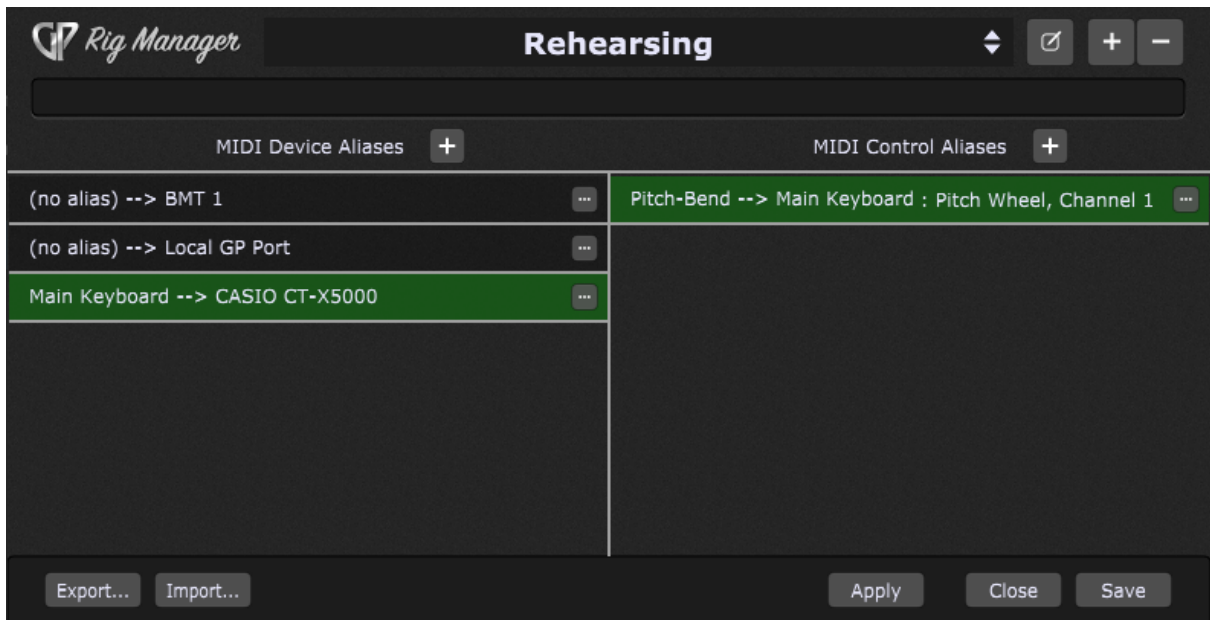 GP Rig Manager
Rehearsing
MIDI Device Aliases
MIDI Control Aliases
(no alias) --> BMT 1
(no alias) --> Local GP Port
Main Keyboard --> CASIO CT-X5000
Pitch-Bend --> Main Keyboard : Pitch Wheel, Channel 1
Export... Import... Apply Close Save